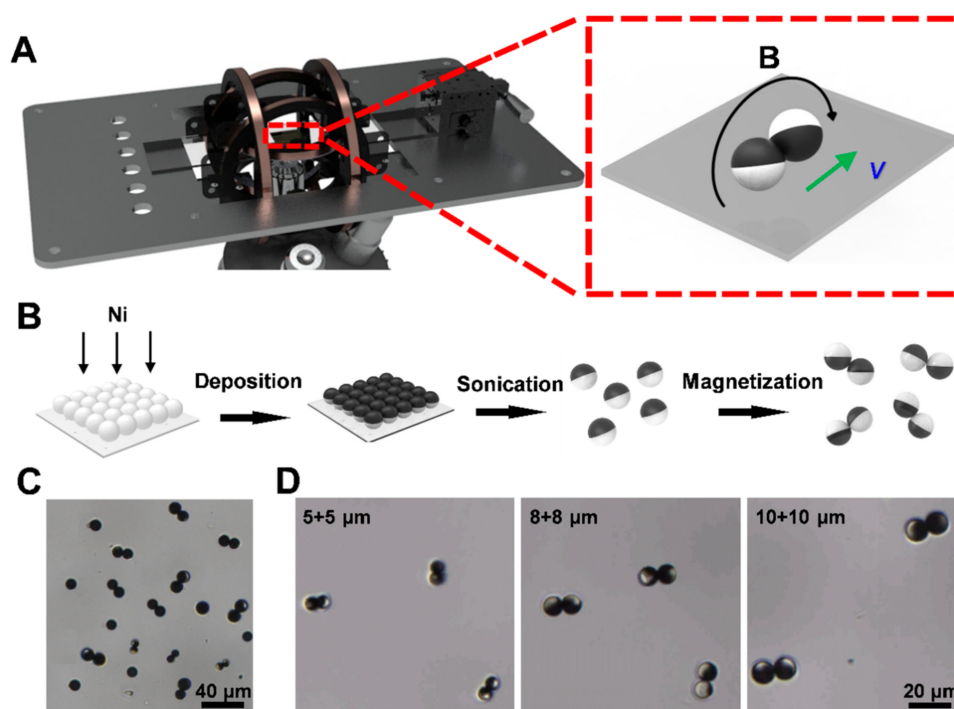 A
B
V
B
Ni
Deposition
Sonication
Magnetization
C
40 μm
D
5+5 μm
8+8 μm
10+10 μm
20 μm